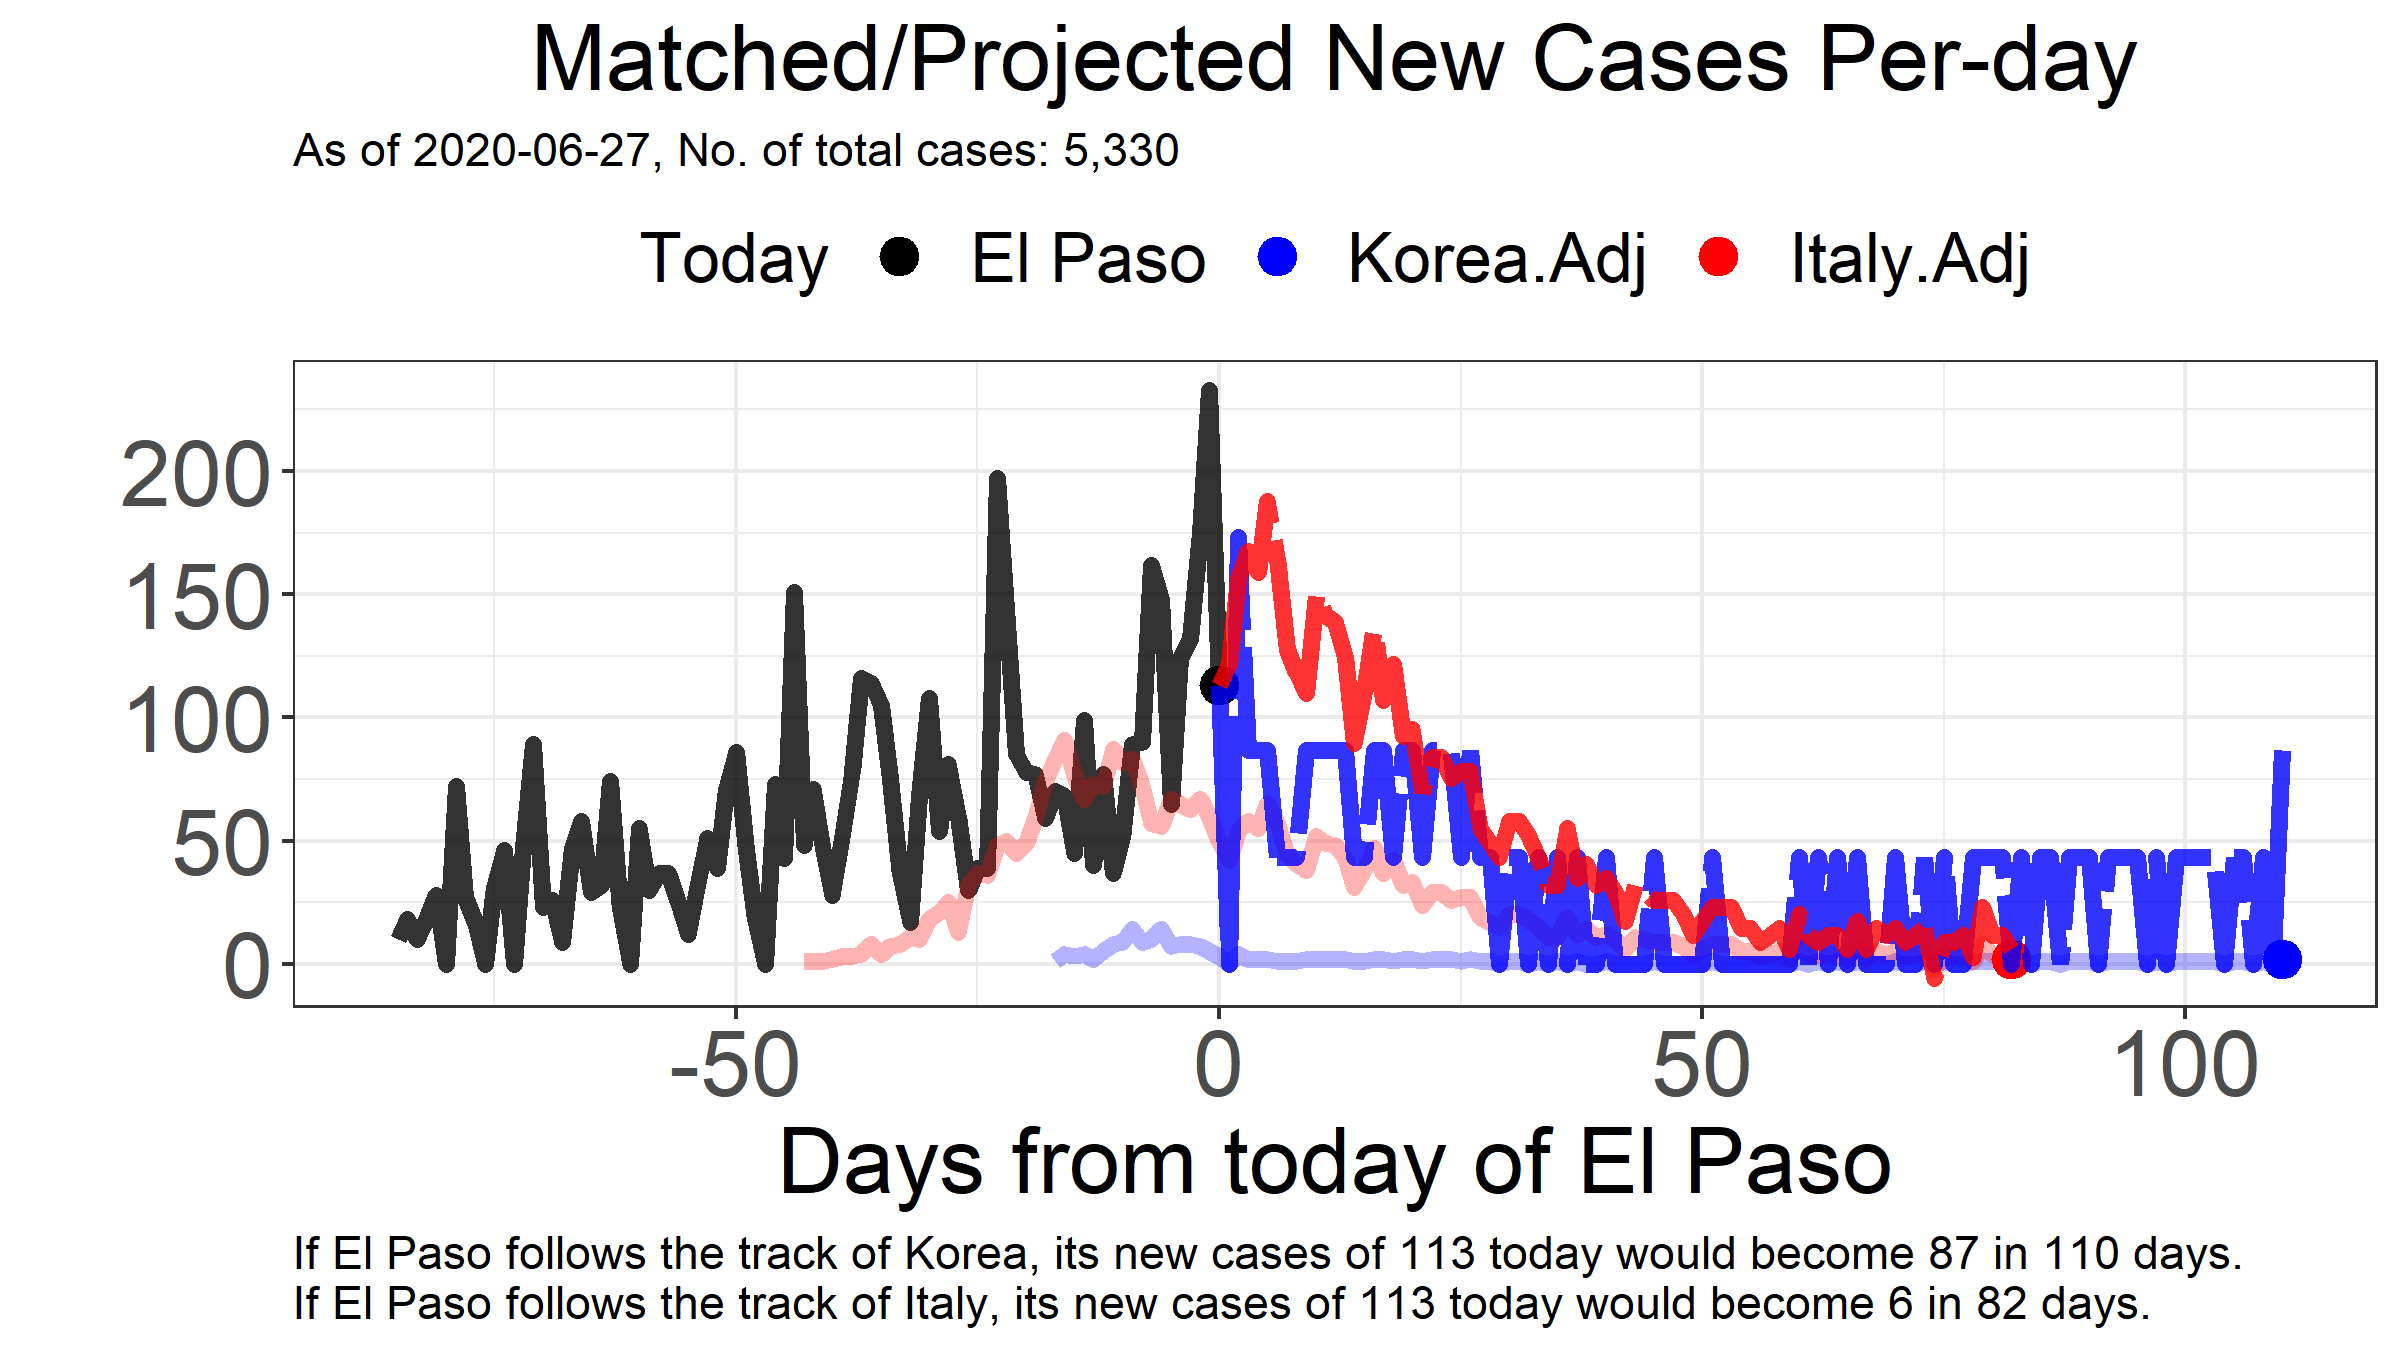 Matched/Projected New Cases Per-day
As of 2020-06-27, No. of total cases: 5,330
Today El Paso Korea.Adj Italy.Adj
200
150
100
50
0
-50 0 50 100
Days from today of El Paso
If El Paso follows the track of Korea, its new cases of 113 today would become 87 in 110 days.
If El Paso follows the track of Italy, its new cases of 113 today would become 6 in 82 days.